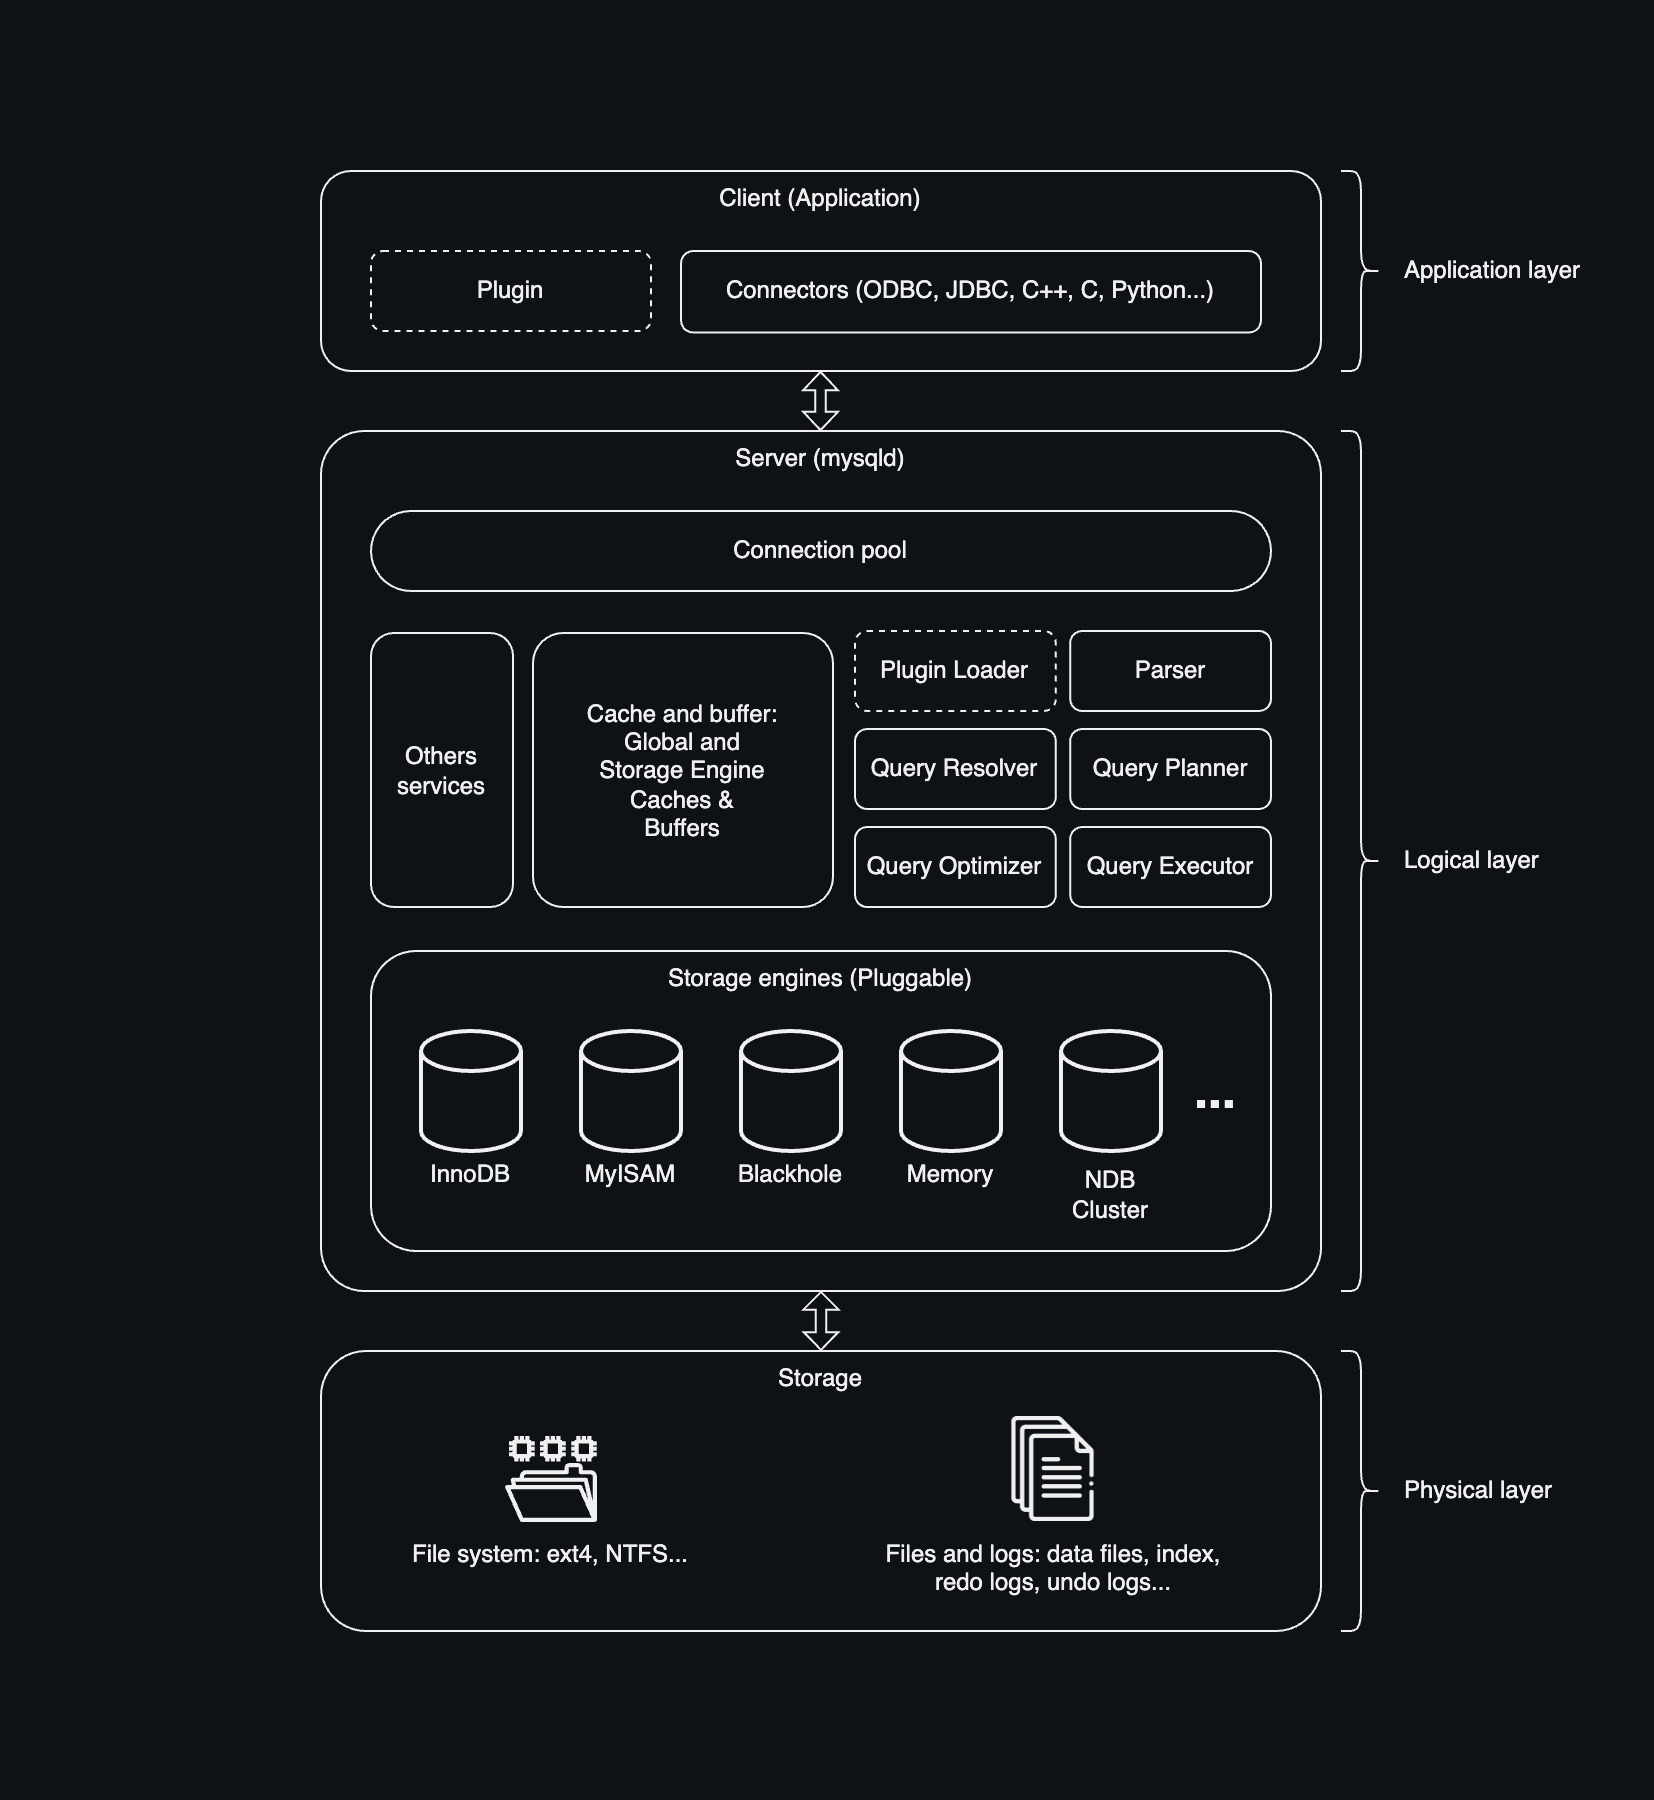 Client (Application)
Plugin
Connectors (ODBC, JDBC, C++, C, Python...)
Application layer
Server (mysqld)
Connection pool
Others
services
Cache and buffer:
Global and
Storage Engine
Caches &
Buffers
Plugin Loader
Parser
Query Resolver
Query Planner
Query Optimizer
Query Executor
Logical layer
Storage engines (Pluggable)
InnoDB
MyISAM
Blackhole
Memory
NDB
Cluster
...
Storage
File system: ext4, NTFS...
Files and logs: data files, index,
redo logs, undo logs...
Physical layer